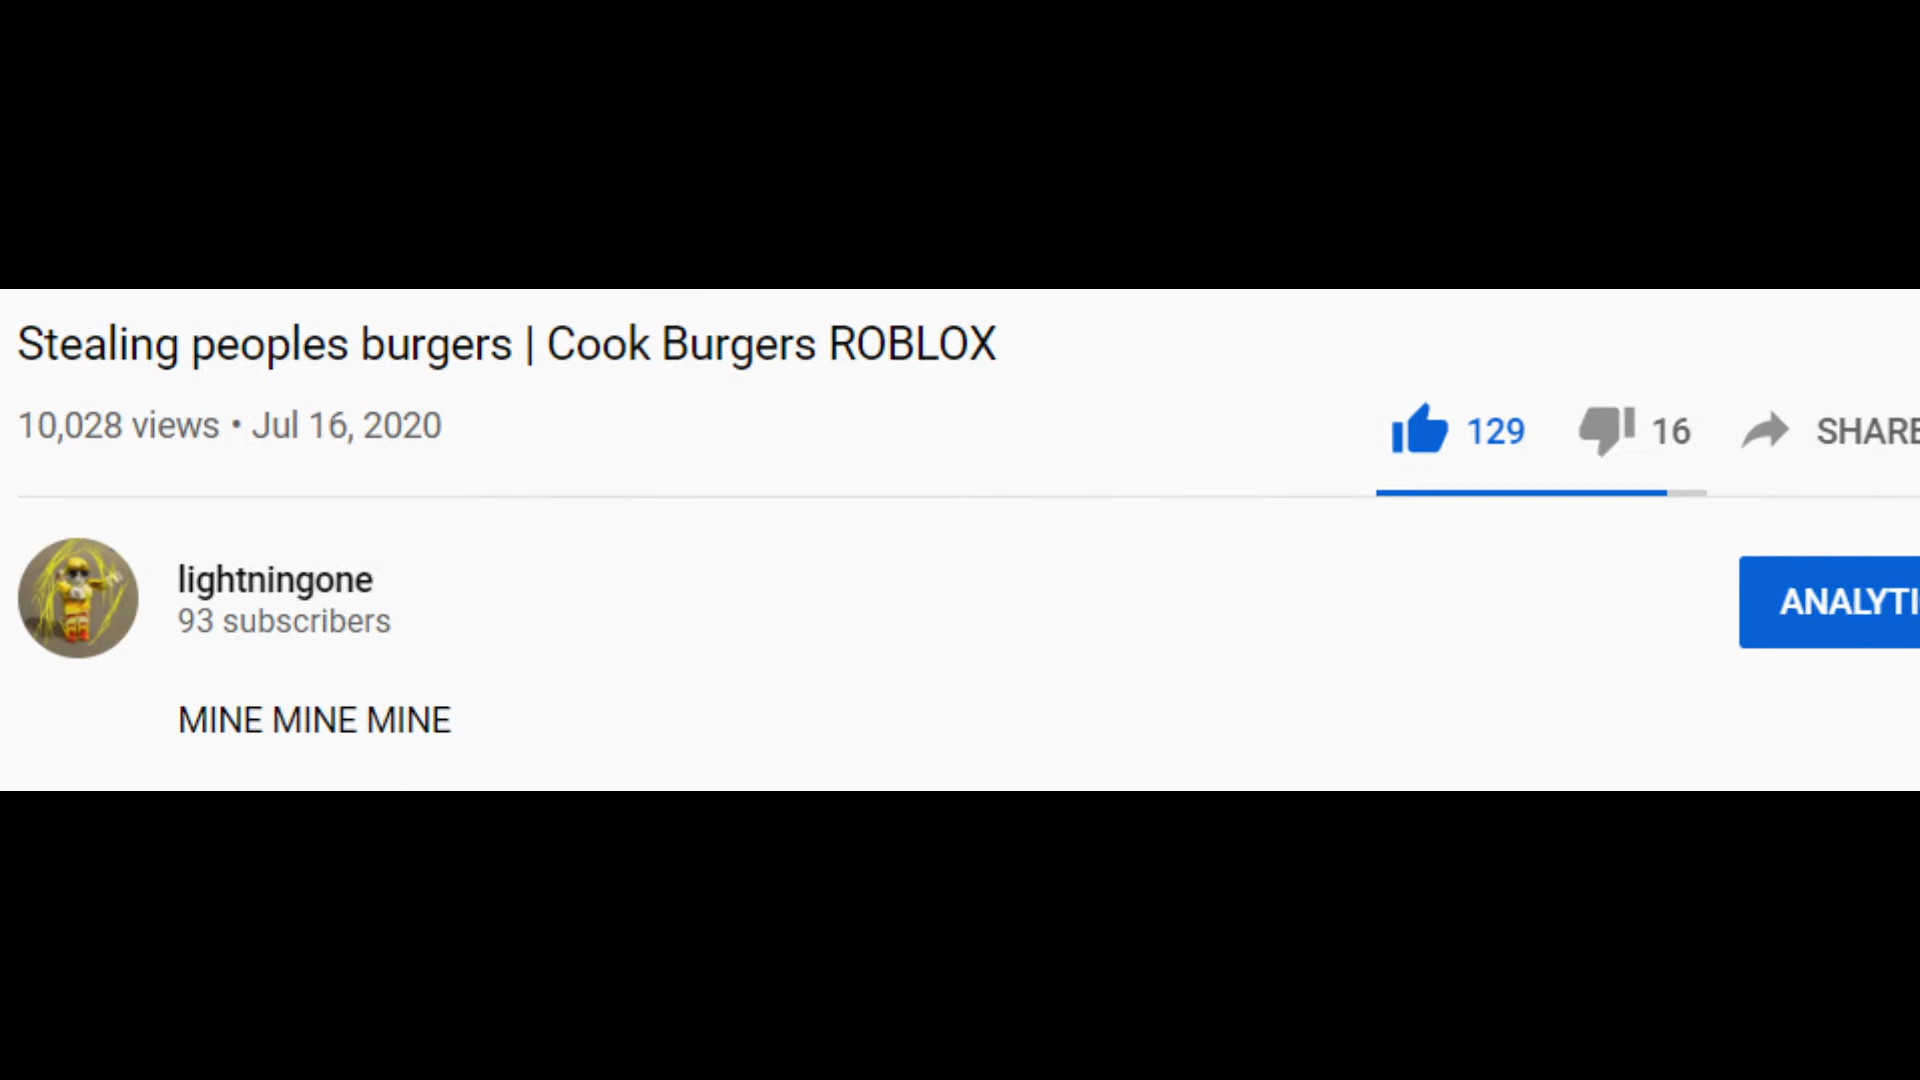 Stealing peoples burgers | Cook Burgers ROBLOX
10,028 views • Jul 16, 2020
129 16 SHARE
lightningone
93 subscribers
ANALYTI
MINE MINE MINE